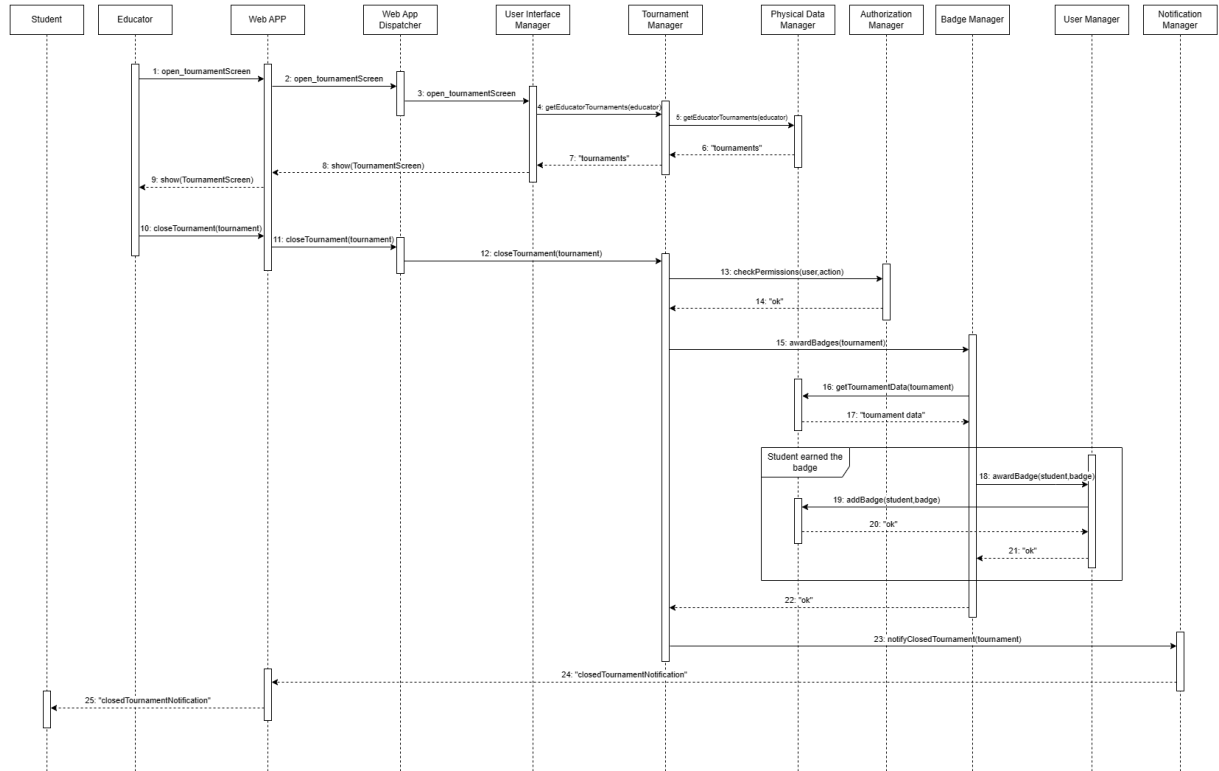 Student
Educator
Web APP
Web App
Dispatcher
User Interface
Manager
Tournament
Manager
Physical Data
Manager
Authorization
Manager
Badge Manager
User Manager
Notification
Manager
1: open_tournamentScreen
2: open_tournamentScreen
3: open_tournamentScreen
4: getEducatorTournaments(educator)
5: getEducatorTournaments(educator)
6: "tournaments"
7: "tournaments"
8: show(TournamentScreen)
9: show(TournamentScreen)
10: closeTournament(tournament)
11: closeTournament(tournament)
12: closeTournament(tournament)
13: checkPermissions(user,action)
14: "ok"
15: awardBadges(tournament)
16: getTournamentData(tournament)
17: "tournament data"
Student earned the
badge
18: awardBadge(student,badge)
19: addBadge(student,badge)
20: "ok"
21: "ok"
22: "ok"
23: notifyClosedTournament(tournament)
24: "closedTournamentNotification"
25: "closedTournamentNotification"